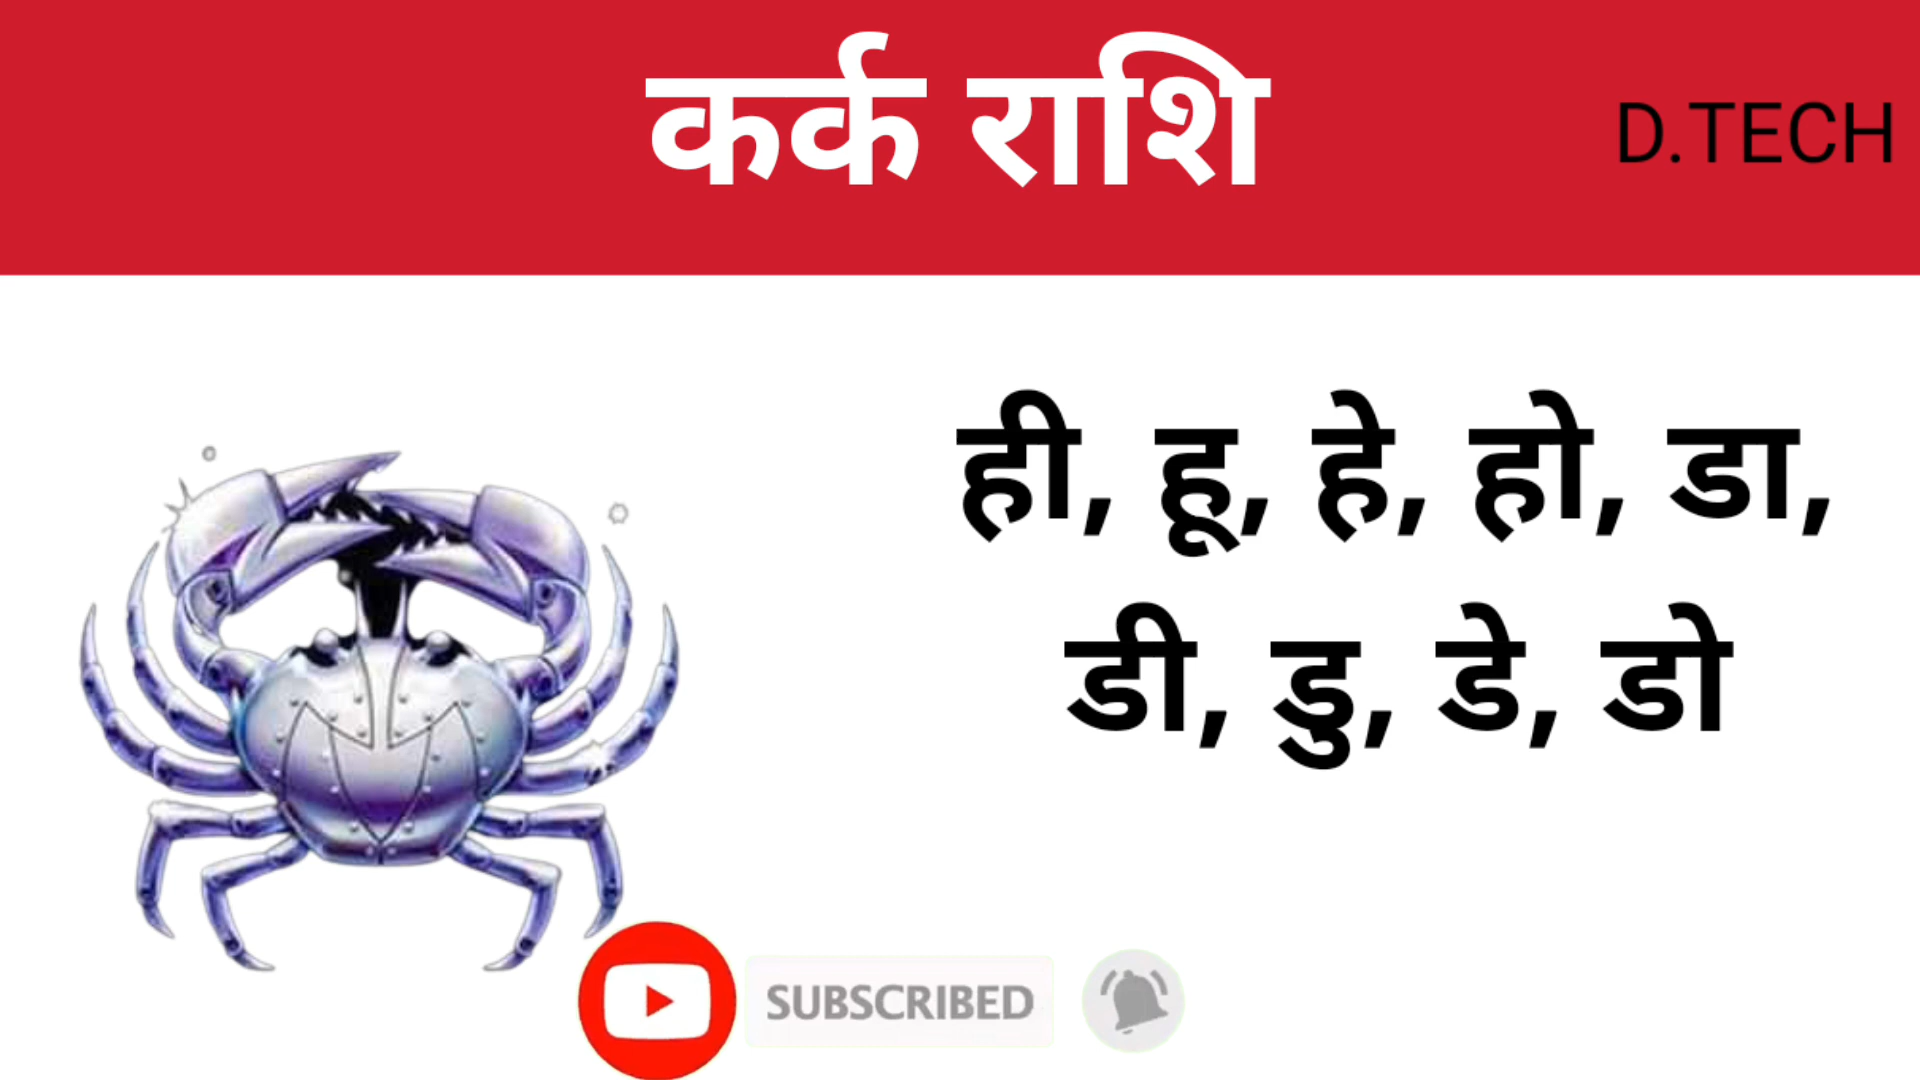 कर्क राशि
D.TECH
ही, हू, हे, हो, डा,
डी, डु, डे, डो
SUBSCRIBED